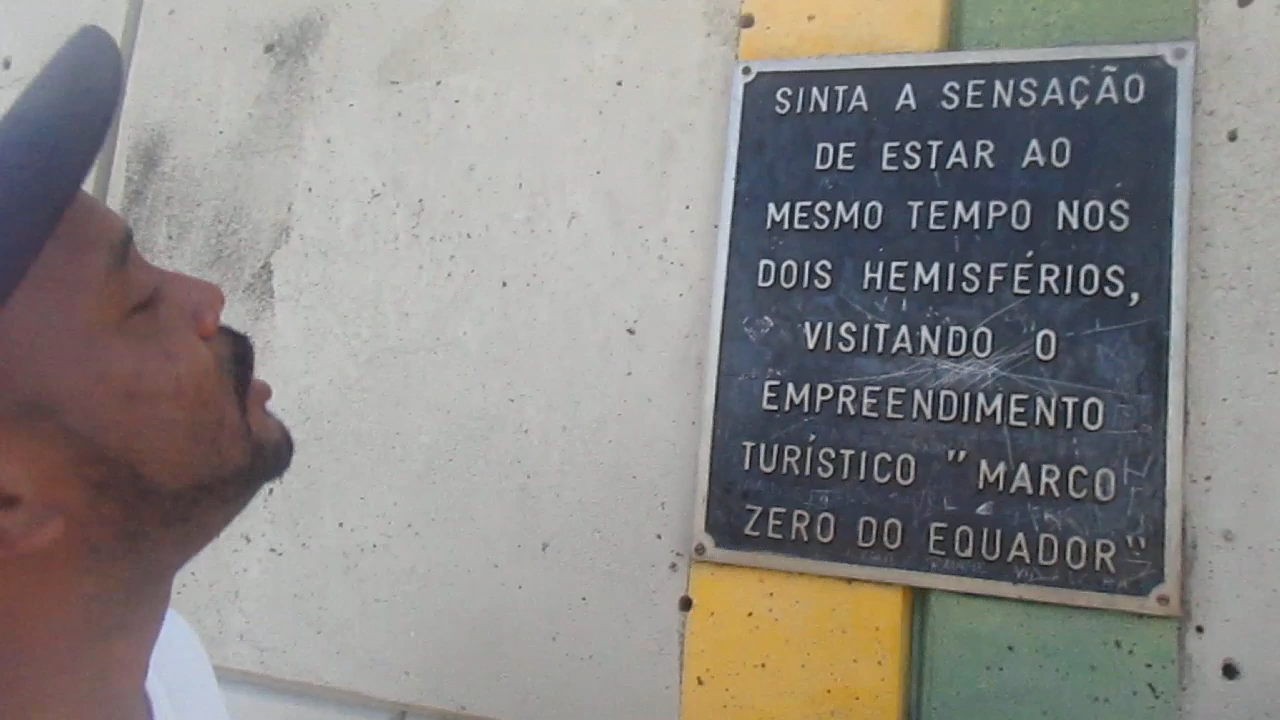 SINTA A SENSAÇÃO
DE ESTAR AO
MESMO TEMPO NOS
DOIS HEMISFÉRIOS,
VISITANDO O
EMPREENDIMENTO
TURÍSTICO "MARCO
ZERO DO EQUADOR"